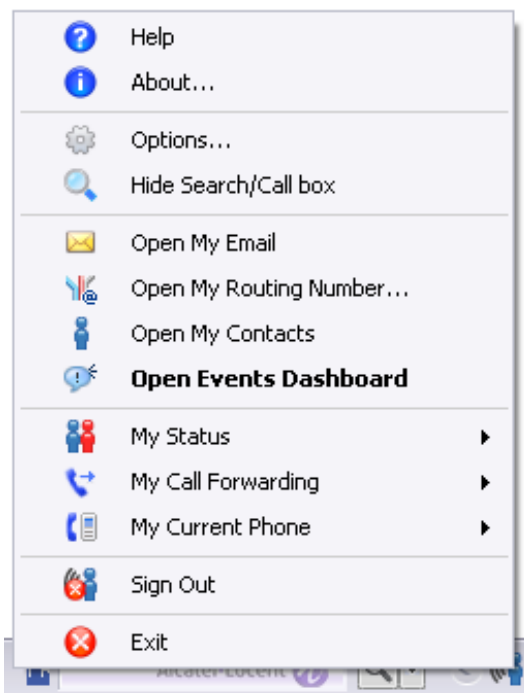 Help
About...
Options...
Hide Search/Call box
Open My Email
Open My Routing Number...
Open My Contacts
Open Events Dashboard
My Status
My Call Forwarding
My Current Phone
Sign Out
Exit
Alcatel-Lucent